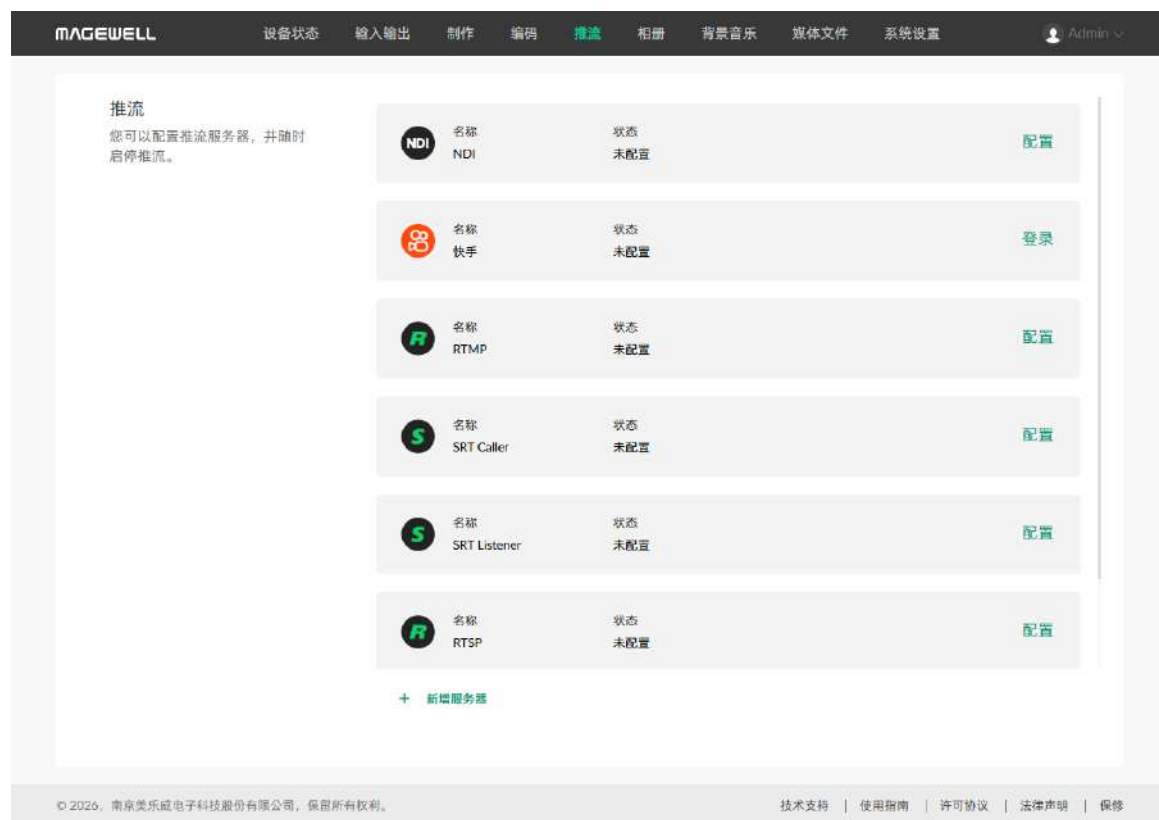 MAGEWELL 设备状态 输入输出 制作 编码 推流 相册 背景音乐 媒体文件 系统设置 Admin
推流
您可以配置推流服务器，并随时
启停推流。
NDI
名称
NDI
状态
未配置
配置
名称
快手
状态
未配置
登录
R
名称
RTMP
状态
未配置
配置
S
名称
SRT Caller
状态
未配置
配置
S
名称
SRT Listener
状态
未配置
配置
R
名称
RTSP
状态
未配置
配置
+ 新增服务器
© 2026，南京美乐威电子科技股份有限公司，保留所有权利。 技术支持 | 使用指南 | 许可协议 | 法律声明 | 保修